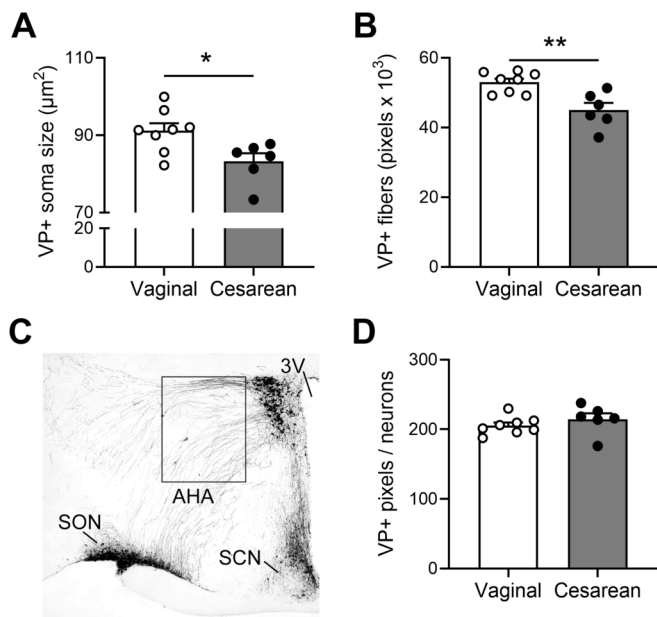 A
*
VP+ soma size (µm²)
110
90
70
20
0
Vaginal
Cesarean
B
**
VP+ fibers (pixels x 10³)
60
40
20
0
Vaginal
Cesarean
C
3V
AHA
SON
SCN
D
VP+ pixels / neurons
300
200
100
0
Vaginal
Cesarean